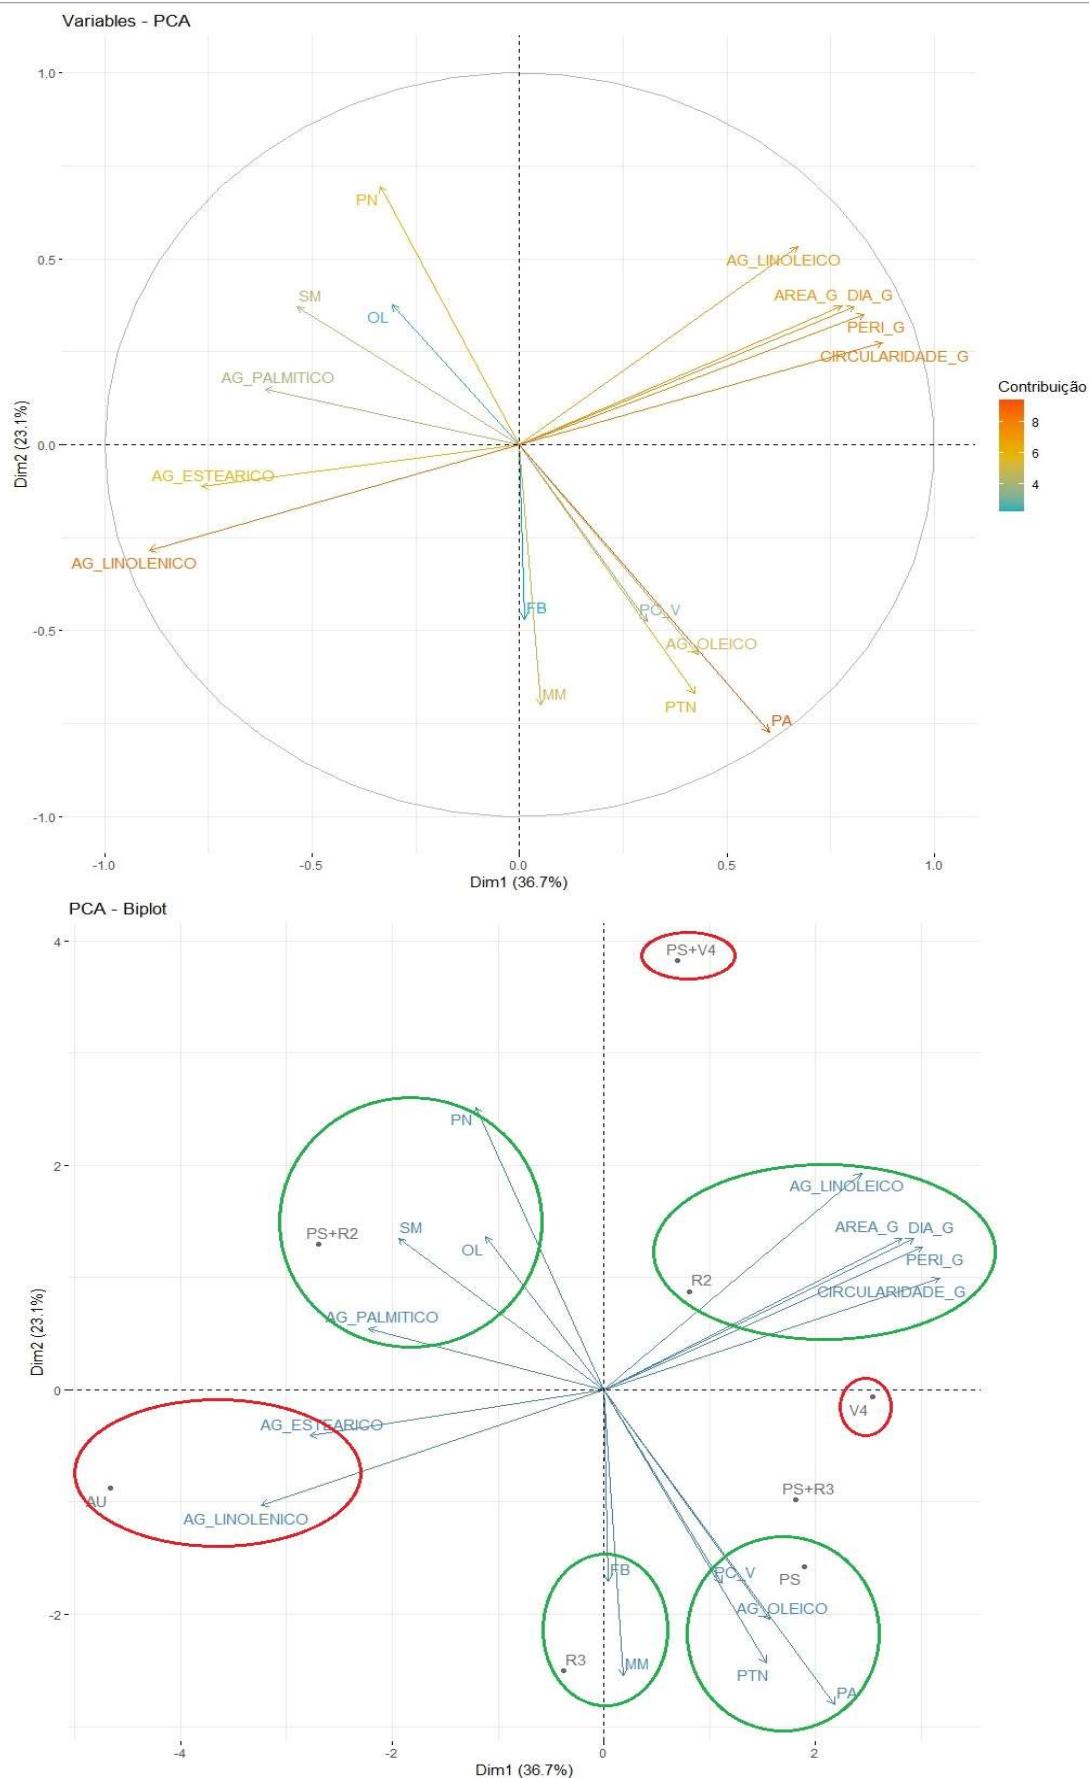 Variables - PCA
1.0
PN
0.5
AG_LINOLEICO
SM
AREA_G DIA_G
OL
PERI_G
CIRCULARIDADE_G
AG_PALMITICO
Contribuição
8
6
4
Dim2 (23.1%)
0.0
AG_ESTEARICO
AG_LINOLENICO
FB
PC_V
-0.5
AG_OLEICO
MM
PTN
PA
-1.0
-1.0 -0.5 0.0 0.5 1.0
Dim1 (36.7%)
PCA - Biplot
4
PS+V4
PN
2
AG_LINOLEICO
PS+R2
SM
AREA_G DIA_G
OL
PERI_G
R2
CIRCULARIDADE_G
AG_PALMITICO
Dim2 (23.1%)
0
V4
AG_ESTEARICO
PS+R3
AU
AG_LINOLENICO
FB
PC_V
PS
-2
AG_OLEICO
R3
MM
PTN
PA
-4 -2 0 2
Dim1 (36.7%)